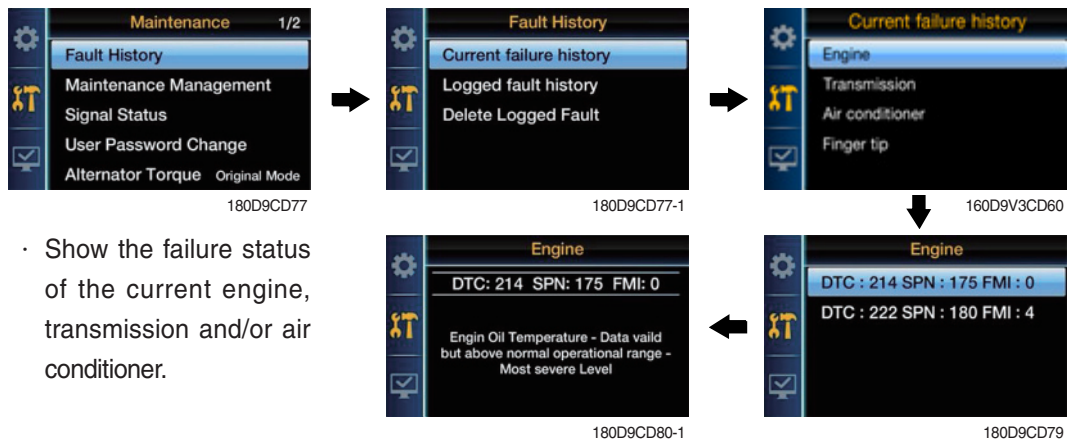 Maintenance 1/2
Fault History
Maintenance Management
Signal Status
User Password Change
Alternator Torque Original Mode
180D9CD77
Fault History
Current failure history
Logged fault history
Delete Logged Fault
180D9CD77-1
Current failure history
Engine
Transmission
Air conditioner
Finger tip
160D9V3CD60
· Show the failure status
of the current engine,
transmission and/or air
conditioner.
Engine
DTC : 214 SPN : 175 FMI : 0
DTC : 222 SPN : 180 FMI : 4
180D9CD79
Engine
DTC: 214 SPN: 175 FMI: 0
Engin Oil Temperature - Data vaild
but above normal operational range -
Most severe Level
180D9CD80-1